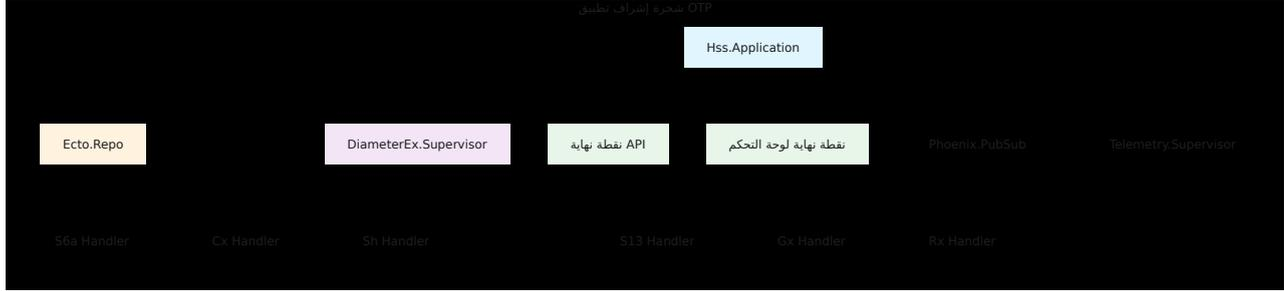 شجرة إشراف تطبيق OTP
Hss.Application
Ecto.Repo
DiameterEx.Supervisor
نقطة نهاية API
نقطة نهاية لوحة التحكم
Phoenix.PubSub
Telemetry.Supervisor
S6a Handler
Cx Handler
Sh Handler
S13 Handler
Gx Handler
Rx Handler